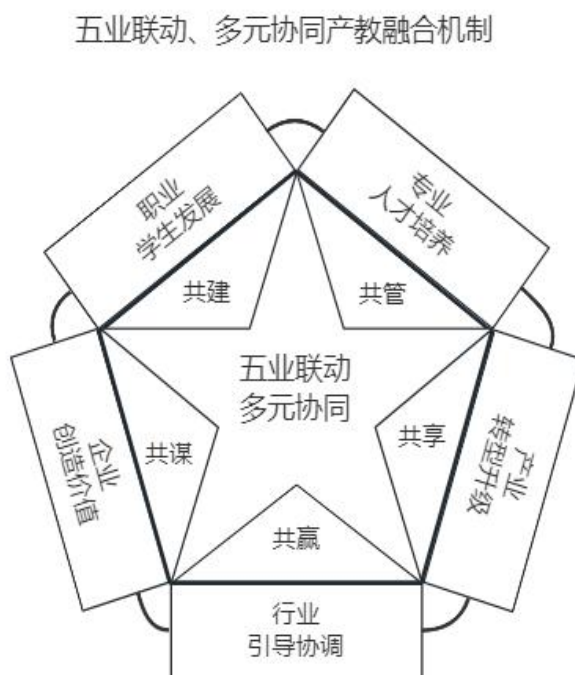 五业联动、多元协同产教融合机制
职业
学生发展
专业
人才培养
共建
共管
五业联动
多元协同
企业
创造价值
共谋
共享
产业
转型升级
共赢
行业
引导协调